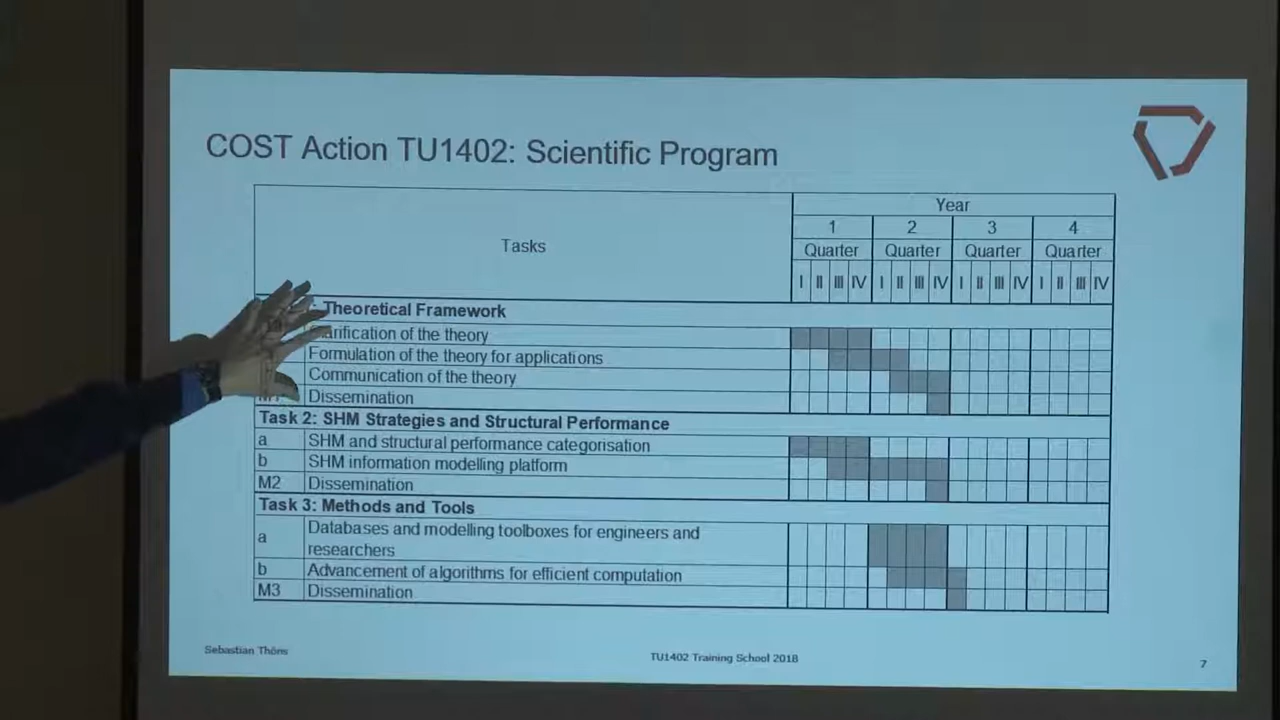 COST Action TU1402: Scientific Program
Tasks
Year
1 2 3 4
Quarter Quarter Quarter Quarter
I II III IV I II III IV I II III IV I II III IV
Theoretical Framework
of the theory
Formulation of the theory for applications
Communication of the theory
Dissemination
Task 2: SHM Strategies and Structural Performance
a SHM and structural performance categorisation
b SHM information modelling platform
M2 Dissemination
Task 3: Methods and Tools
a Databases and modelling toolboxes for engineers and
researchers
b Advancement of algorithms for efficient computation
M3 Dissemination
Sebastian Thöns
TU1402 Training School 2018
7